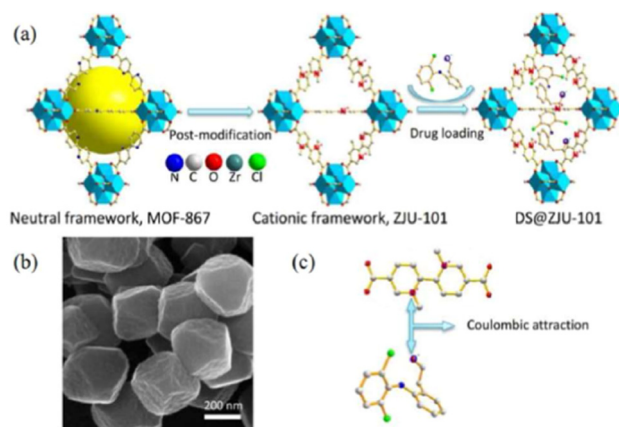 (a)
Post-modification
Drug loading
N C O Zr Cl
Neutral framework, MOF-867
Cationic framework, ZJU-101
DS@ZJU-101
(b)
(c)
Coulombic attraction
200 nm